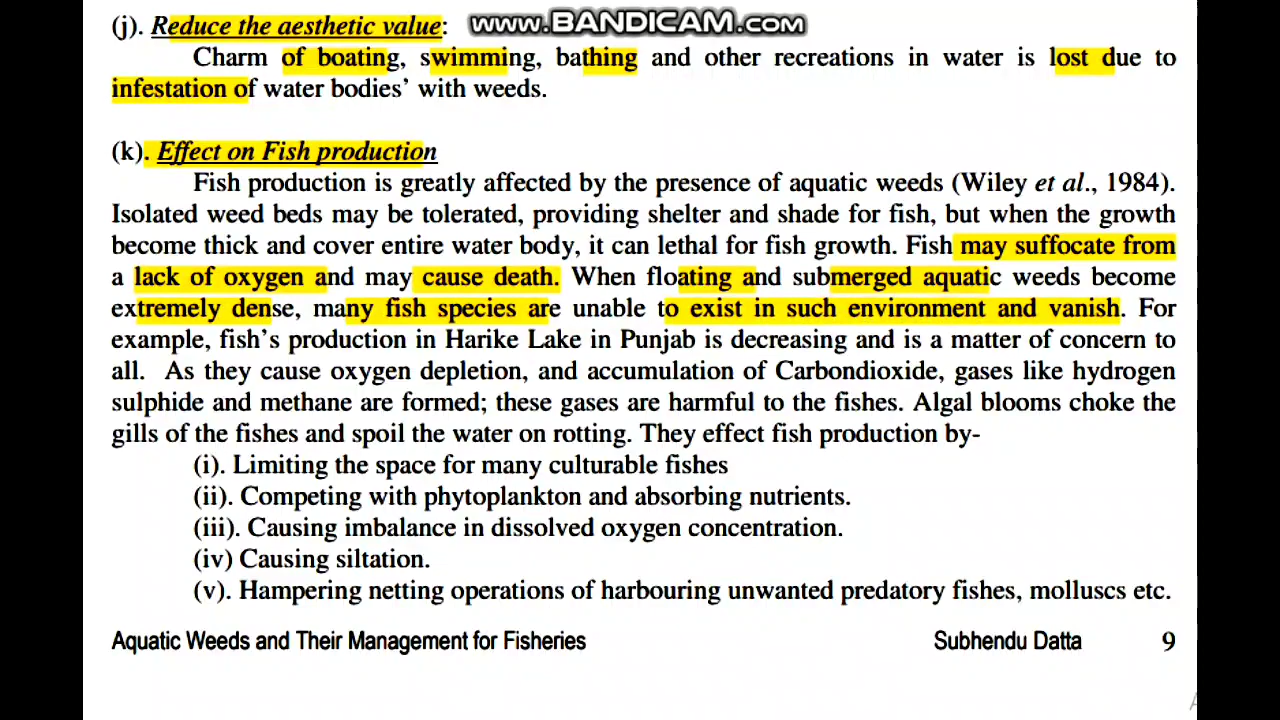 (j). Reduce the aesthetic value:
www.BANDICAM.com
Charm of boating, swimming, bathing and other recreations in water is lost due to
infestation of water bodies’ with weeds.
(k). Effect on Fish production
Fish production is greatly affected by the presence of aquatic weeds (Wiley et al., 1984).
Isolated weed beds may be tolerated, providing shelter and shade for fish, but when the growth
become thick and cover entire water body, it can lethal for fish growth. Fish may suffocate from
a lack of oxygen and may cause death. When floating and submerged aquatic weeds become
extremely dense, many fish species are unable to exist in such environment and vanish. For
example, fish’s production in Harike Lake in Punjab is decreasing and is a matter of concern to
all. As they cause oxygen depletion, and accumulation of Carbondioxide, gases like hydrogen
sulphide and methane are formed; these gases are harmful to the fishes. Algal blooms choke the
gills of the fishes and spoil the water on rotting. They effect fish production by-
(i). Limiting the space for many culturable fishes
(ii). Competing with phytoplankton and absorbing nutrients.
(iii). Causing imbalance in dissolved oxygen concentration.
(iv) Causing siltation.
(v). Hampering netting operations of harbouring unwanted predatory fishes, molluscs etc.
Aquatic Weeds and Their Management for Fisheries Subhendu Datta 9